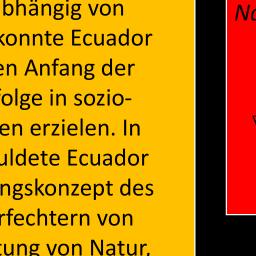 bhängig von
konnte Ecuador
en Anfang der
folge in sozio-
en erzielen. In
uldete Ecuador
ngskonzept des
rfechtern von
tung von Natur,
No